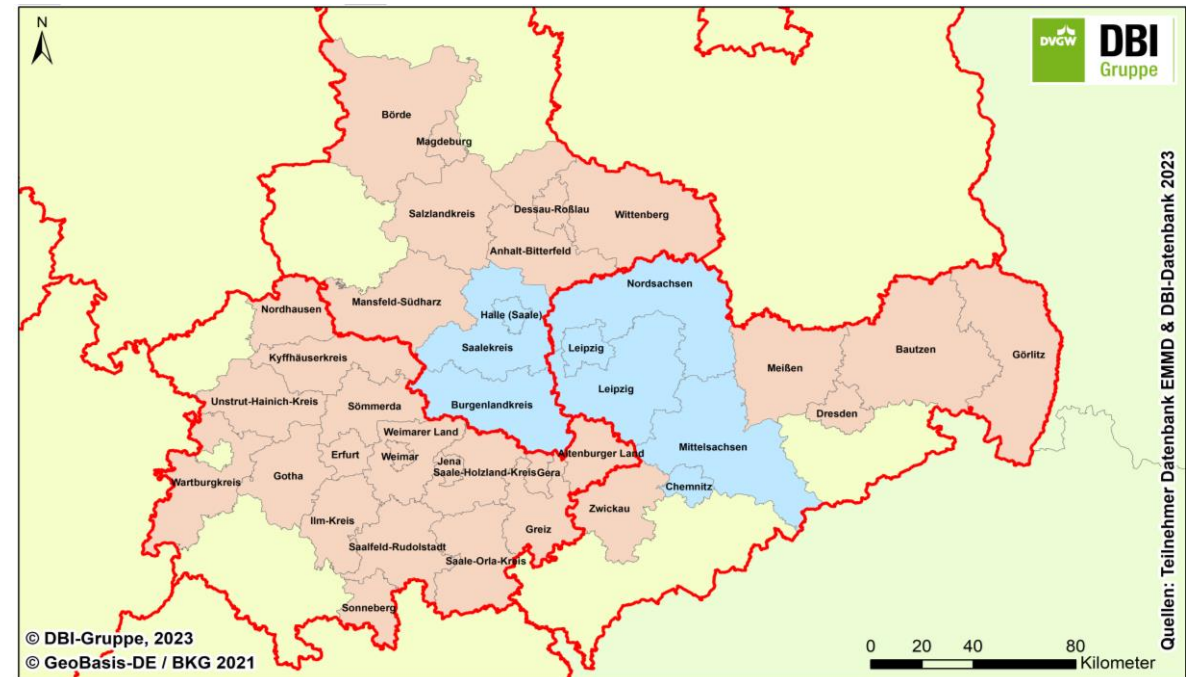 N
DVGW
DBI
Gruppe
Börde
Magdeburg
Salzlandkreis
Dessau-Roßlau
Wittenberg
Anhalt-Bitterfeld
Mansfeld-Südharz
Nordsachsen
Nordhausen
Halle (Saale)
Saalekreis
Leipzig
Kyffhäuserkreis
Bautzen
Görlitz
Meißen
Leipzig
Unstrut-Hainich-Kreis
Sömmerda
Burgenlandkreis
Dresden
Weimarer Land
Mittelsachsen
Erfurt
Weimar
Jena
Altenburger Land
Saale-Holzland-Kreis
Gera
Gotha
Wartburgkreis
Chemnitz
Zwickau
Ilm-Kreis
Greiz
Saalfeld-Rudolstadt
Saale-Orla-Kreis
Sonneberg
© DBI-Gruppe, 2023
© GeoBasis-DE / BKG 2021
0 20 40 80
Kilometer
Quellen: Teilnehmer Datenbank EMMD & DBI-Datenbank 2023